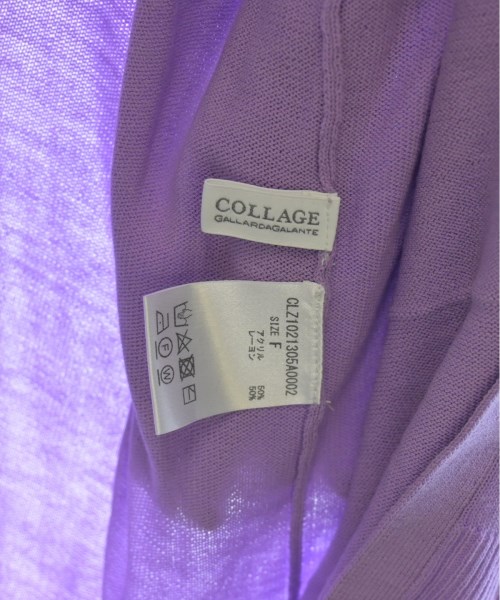 COLLAGE
GALLARDAGALANTE
CLZ1021305A0002
SIZE F
アクリル 50%
レーヨン 50%
F
W